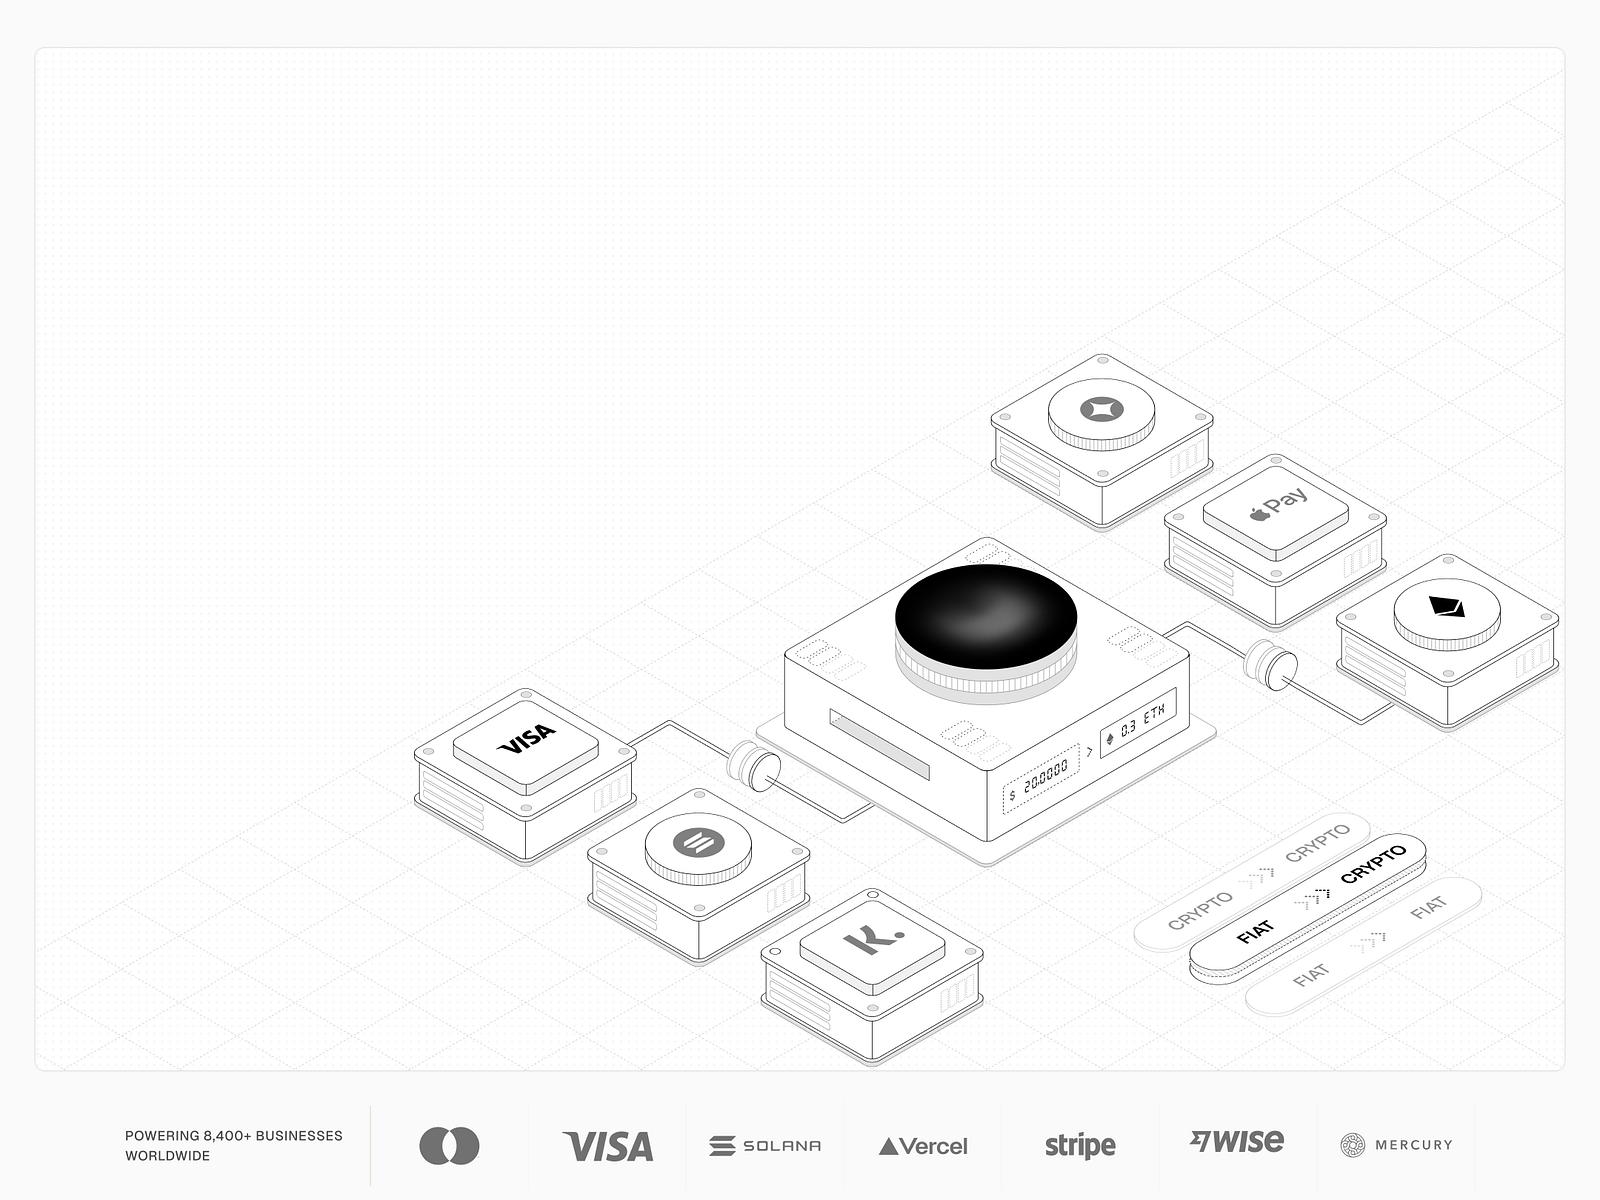 Pay
VISA
$ 20.0000
>
0.3 ETH
K.
CRYPTO CRYPTO
FIAT CRYPTO
FIAT FIAT
POWERING 8,400+ BUSINESSES
WORLDWIDE
VISA
SOLANA
Vercel
stripe
WISE
MERCURY